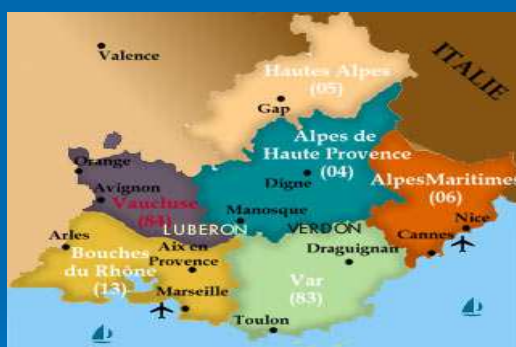 Valence
ITALIE
Hautes Alpes
(05)
Gap
Alpes de
Haute Provence
(04)
Orange
Digne
AlpesMaritimes
(06)
Avignon
Vaucluse
(84)
Manosque
Nice
LUBERON
VERDON
Cannes
Arles
Aix en
Provence
Draguignan
Bouches
du Rhône
(13)
Var
(83)
Marseille
Toulon